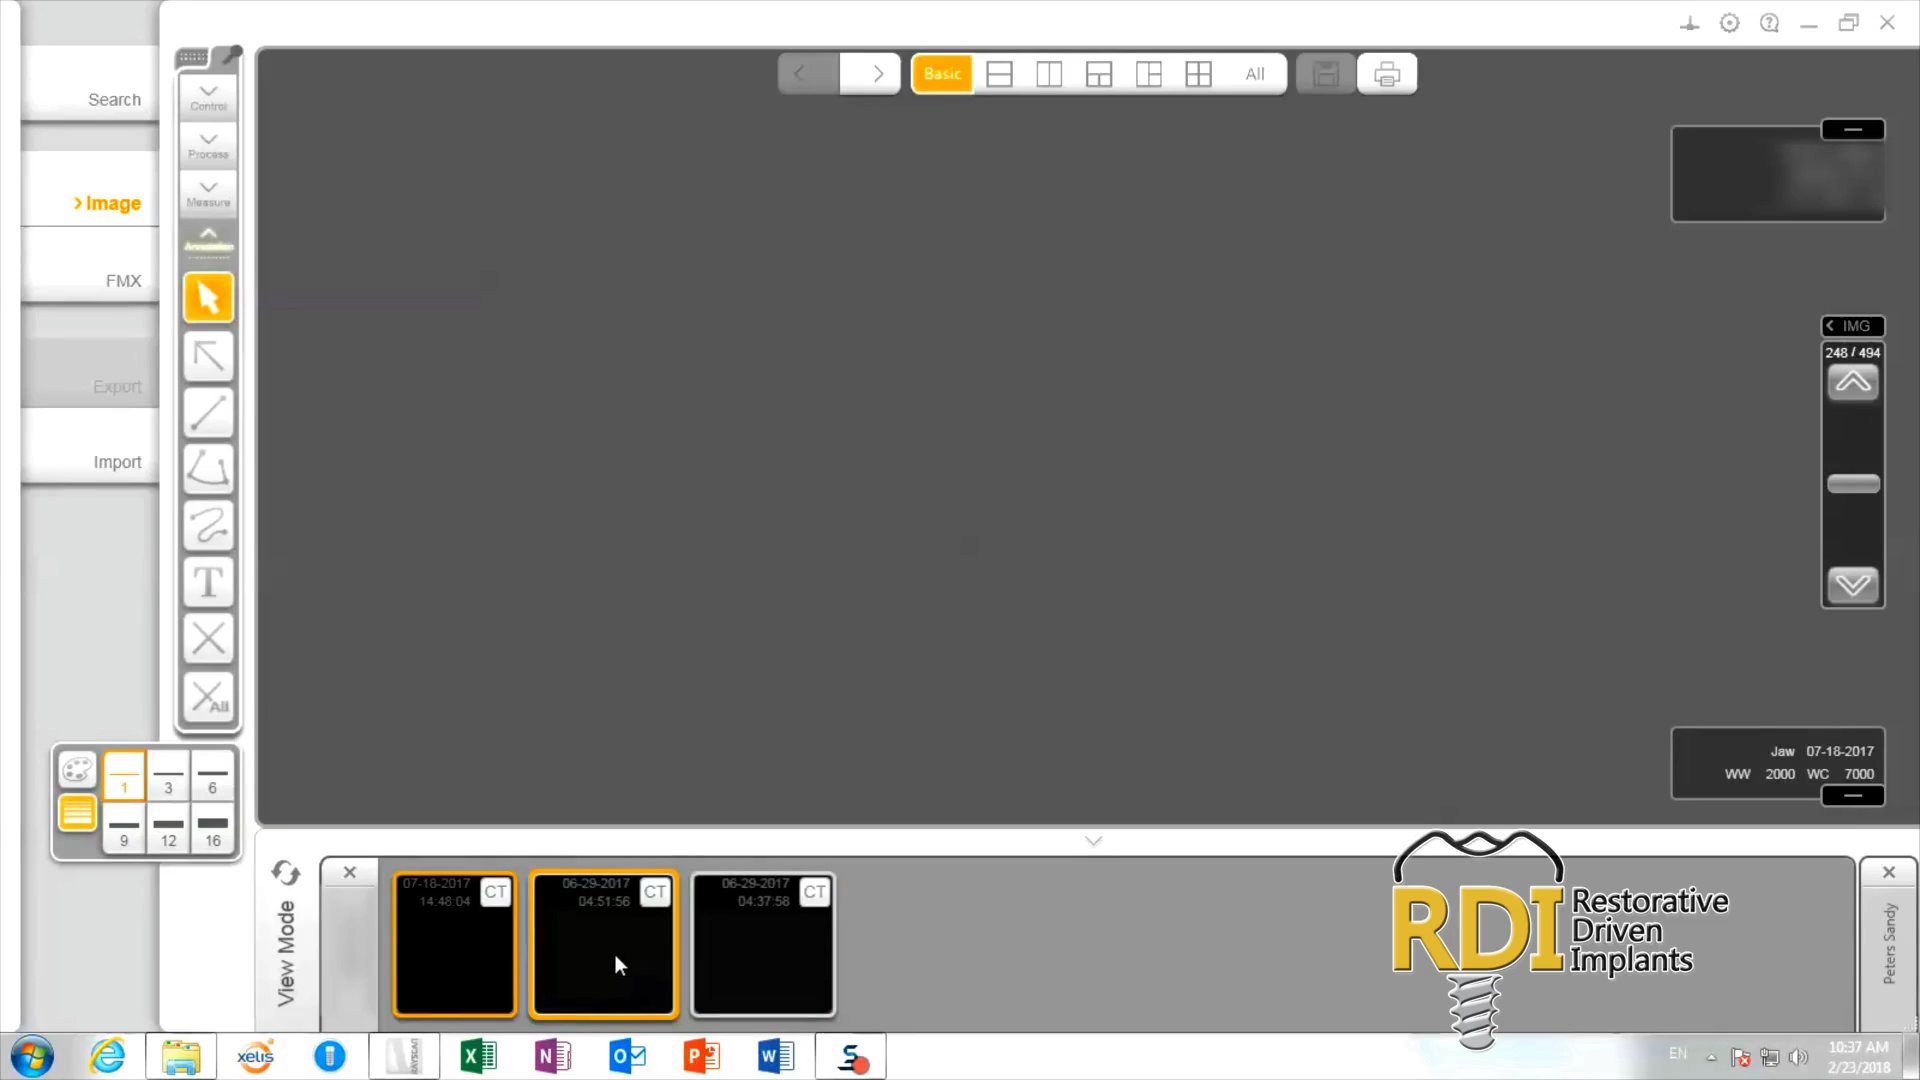 Search
Image
FMX
Export
Import
Control
Process
Measure
Annotation
T
All
1
3
6
9
12
16
Basic
All
IMG
248 / 494
Jaw 07-18-2017
WW 2000 WC 7000
View Mode
07-18-2017
14:48:04
CT
06-29-2017
04:51:56
CT
06-29-2017
04:37:58
CT
RDI
Restorative
Driven
Implants
Peters Sandy
xelis
RAYSCAN
EN
10:37 AM
2/23/2018